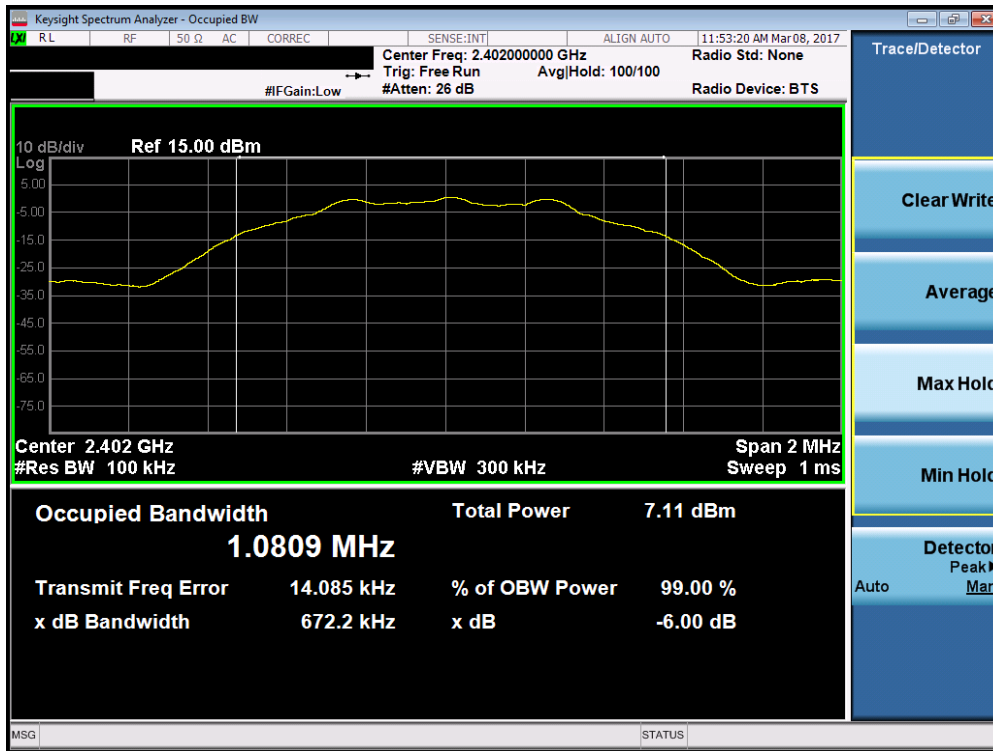 Keysight Spectrum Analyzer - Occupied BW
LXI RL RF 50 Ω AC CORREC SENSE:INT ALIGN AUTO 11:53:20 AM Mar 08, 2017
Center Freq: 2.402000000 GHz Radio Std: None
Trig: Free Run Avg|Hold: 100/100
#IFGain:Low #Atten: 26 dB Radio Device: BTS
Trace/Detector
10 dB/div Ref 15.00 dBm
Log
5.00
-5.00
-15.0
-25.0
-35.0
-45.0
-55.0
-65.0
-75.0
Center 2.402 GHz Span 2 MHz
#Res BW 100 kHz #VBW 300 kHz Sweep 1 ms
Occupied Bandwidth Total Power 7.11 dBm
1.0809 MHz
Transmit Freq Error 14.085 kHz % of OBW Power 99.00 %
x dB Bandwidth 672.2 kHz x dB -6.00 dB
Clear Write
Average
Max Hold
Min Hold
Detector
Peak
Auto Man
MSG STATUS